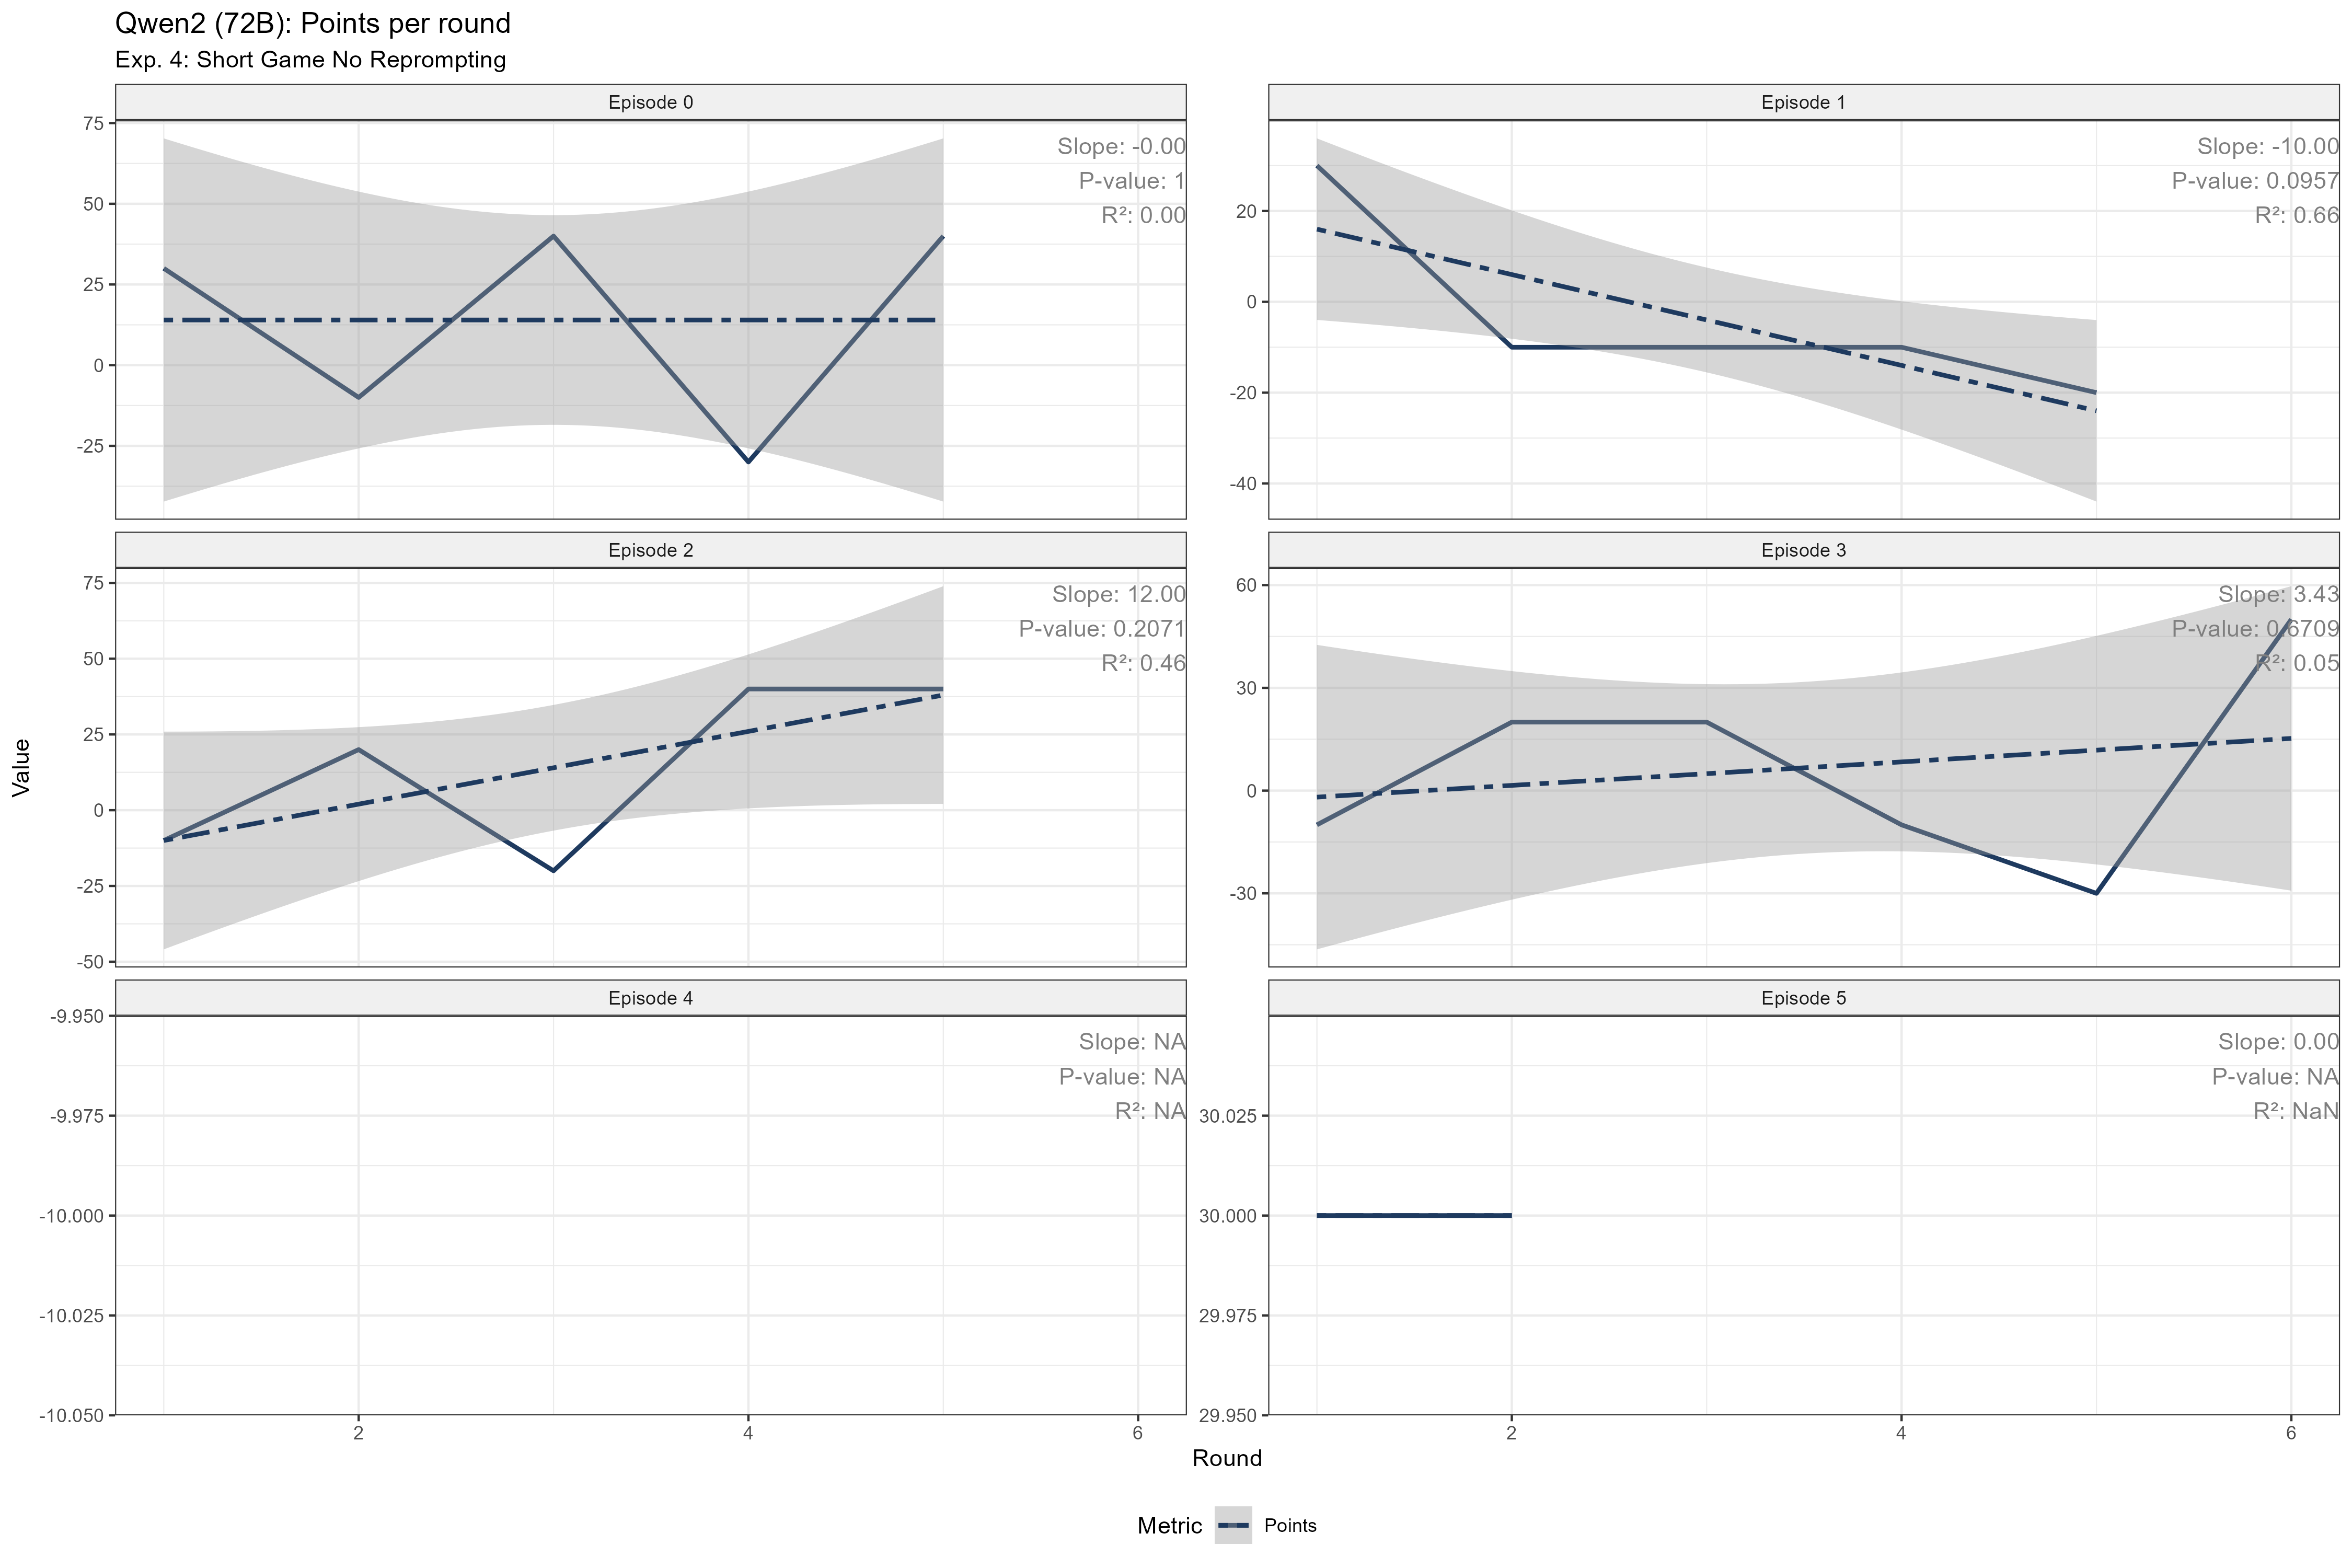 Qwen2 (72B): Points per round
Exp. 4: Short Game No Reprompting
Episode 0
75
50
25
0
-25
Slope: -0.00
P-value: 1
R²: 0.00
Episode 1
20
0
-20
-40
Slope: -10.00
P-value: 0.0957
R²: 0.66
Episode 2
75
50
25
0
-25
-50
Slope: 12.00
P-value: 0.2071
R²: 0.46
Episode 3
60
30
0
-30
Slope: 3.43
P-value: 0.6709
R²: 0.05
Episode 4
-9.950
-9.975
-10.000
-10.025
-10.050
Slope: NA
P-value: NA
R²: NA
Episode 5
30.025
30.000
29.975
29.950
Slope: 0.00
P-value: NA
R²: NaN
2 4 6
2 4 6
Value
Round
Metric Points